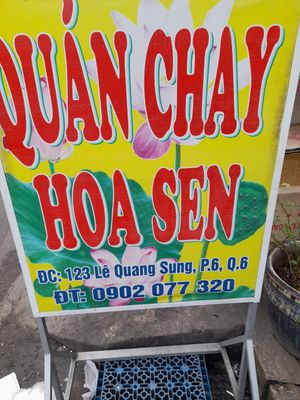 QUÁN CHAY
HOA SEN
ĐC: 123 Lê Quang Sung, P.6, Q.6
ĐT: 0902 077 320